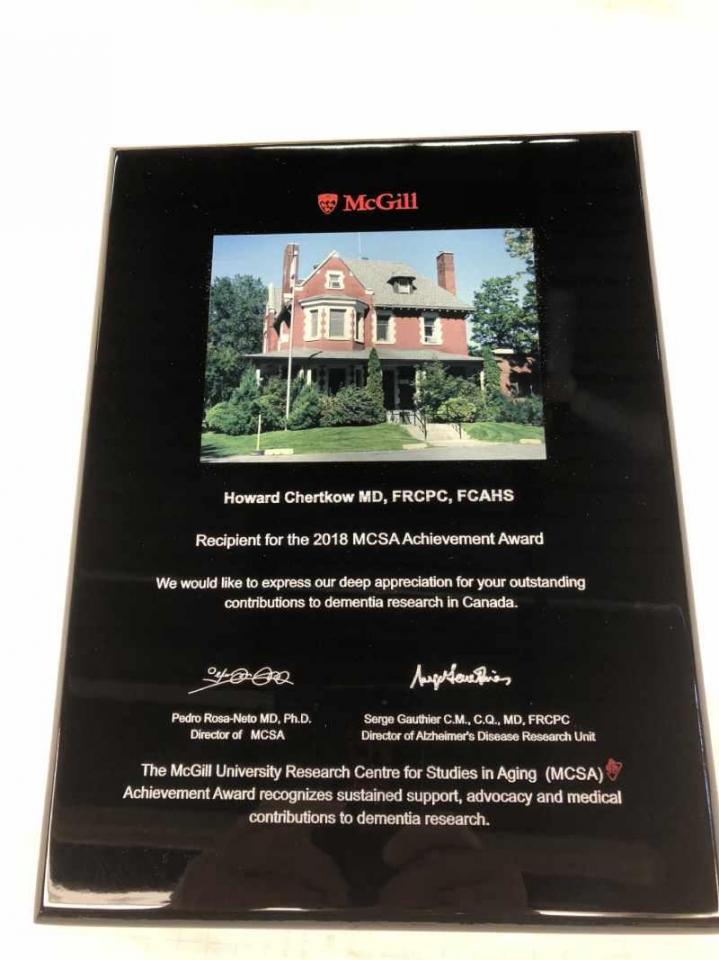 McGill
Howard Chertkow MD, FRCPC, FCAHS
Recipient for the 2018 MCSA Achievement Award
We would like to express our deep appreciation for your outstanding
contributions to dementia research in Canada.
Pedro Rosa-Neto MD, Ph.D.
Director of MCSA
Serge Gauthier C.M., C.Q., MD, FRCPC
Director of Alzheimer's Disease Research Unit
The McGill University Research Centre for Studies in Aging (MCSA)
Achievement Award recognizes sustained support, advocacy and medical
contributions to dementia research.